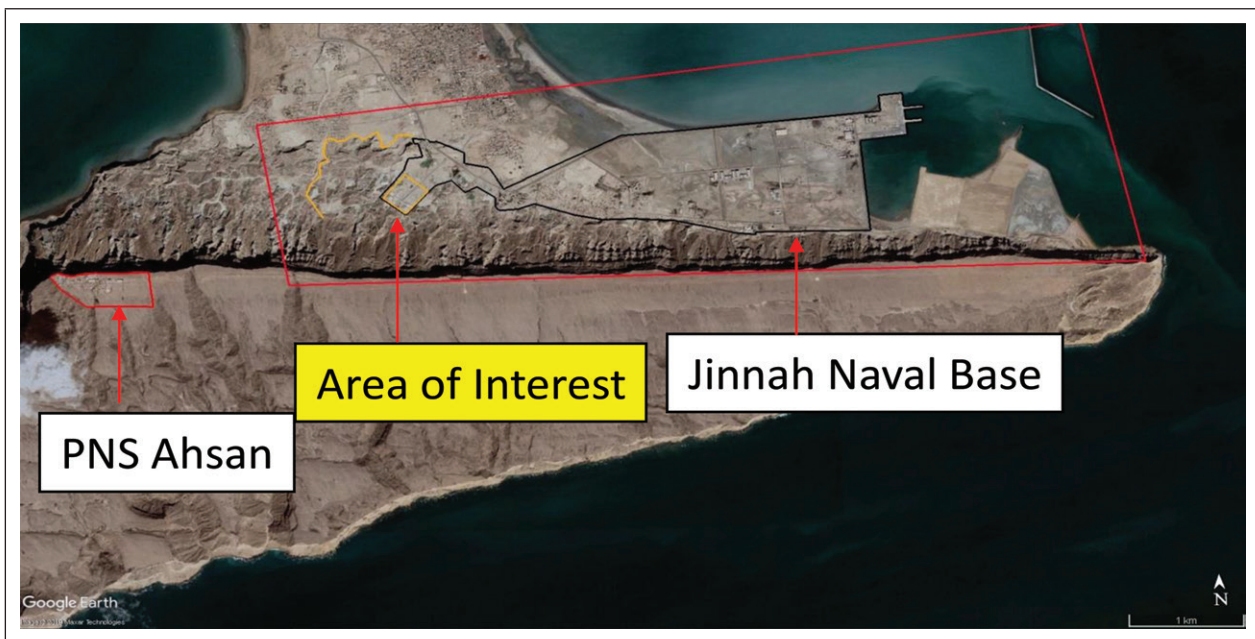 Area of Interest
Jinnah Naval Base
PNS Ahsan
Google Earth
N
1 km